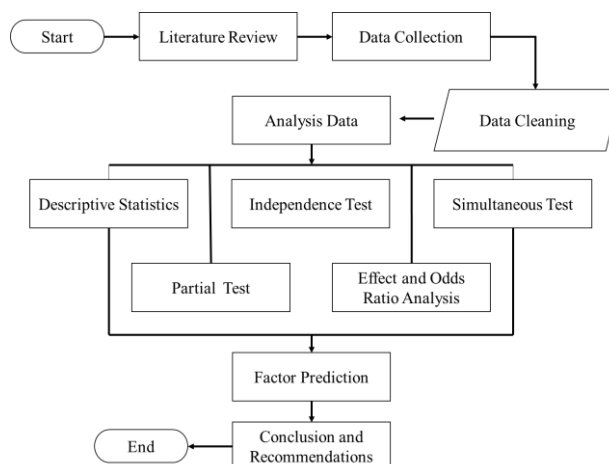 Start
Literature Review
Data Collection
Data Cleaning
Analysis Data
Descriptive Statistics
Independence Test
Simultaneous Test
Partial Test
Effect and Odds
Ratio Analysis
Factor Prediction
Conclusion and
Recommendations
End